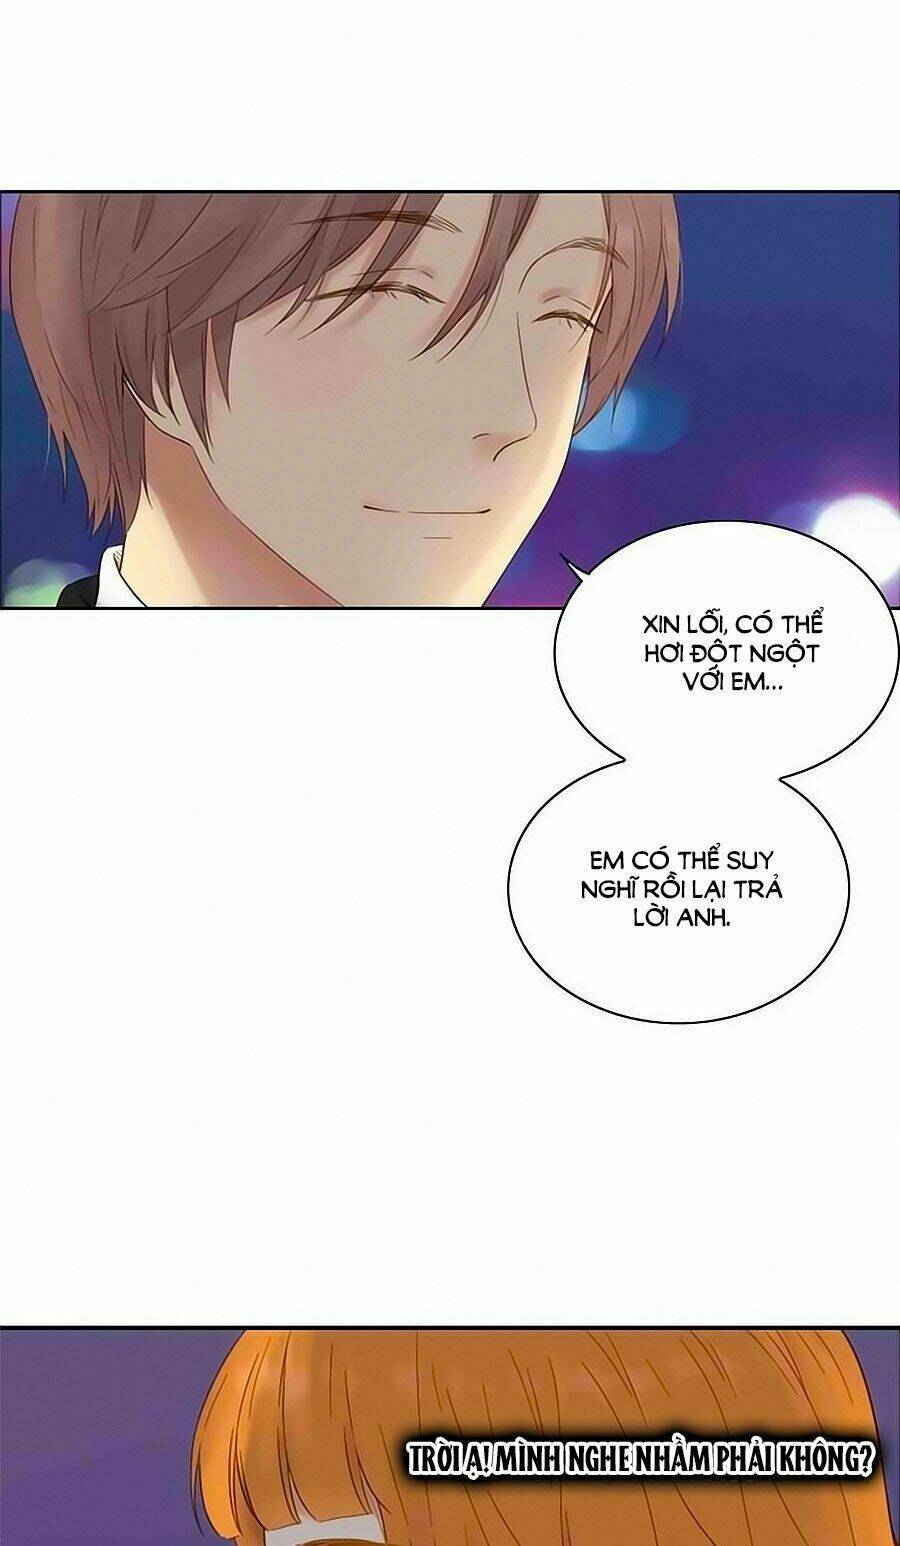 XIN LỖI, CÓ THỂ
HƠI ĐỘT NGỘT
VỚI EM...
EM CÓ THỂ SUY
NGHĨ RỒI LẠI TRẢ
LỜI ANH.
TRỜI Ạ! MÌNH NGHE NHẦM PHẢI KHÔNG?